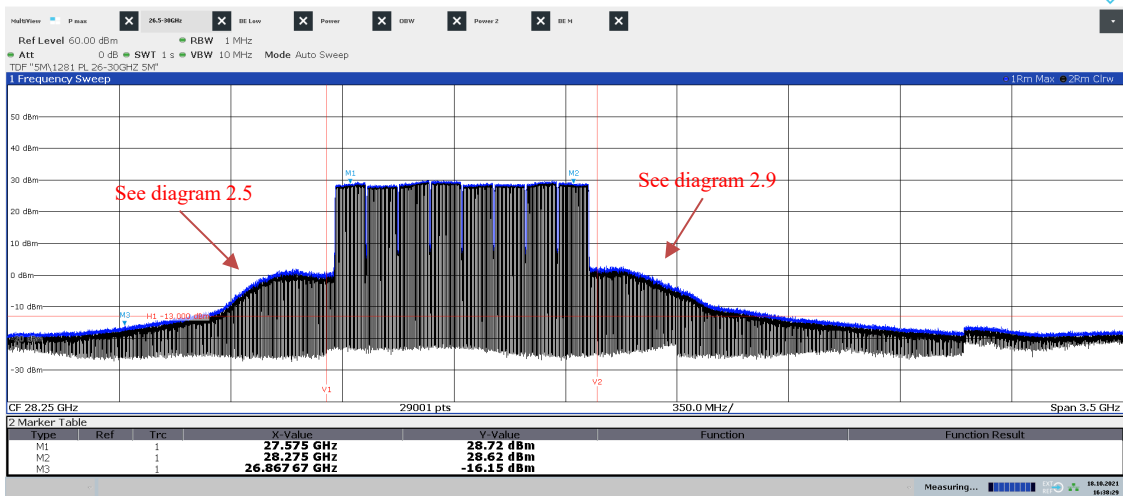 MultiView P max 26.5-30GHz BE Low Power OBW Power 2 BE M
Ref Level 60.00 dBm RBW 1 MHz
Att 0 dB SWT 1 s VBW 10 MHz Mode Auto Sweep
TDF "5M\1281 PL 26-30GHZ 5M"
1 Frequency Sweep 1Rm Max 2Rm Clrw
50 dBm
40 dBm
30 dBm
M1 M2
See diagram 2.5
See diagram 2.9
20 dBm
10 dBm
0 dBm
-10 dBm
M3 H1 -13.000 dBm
-30 dBm
V1 V2
CF 28.25 GHz 29001 pts 350.0 MHz/ Span 3.5 GHz
2 Marker Table
Type Ref Trc X-Value Y-Value Function Function Result
M1 1 27.575 GHz 28.72 dBm
M2 1 28.275 GHz 28.62 dBm
M3 1 26.867 67 GHz -16.15 dBm
Measuring... EXT REF 18.10.2021
16:38:29